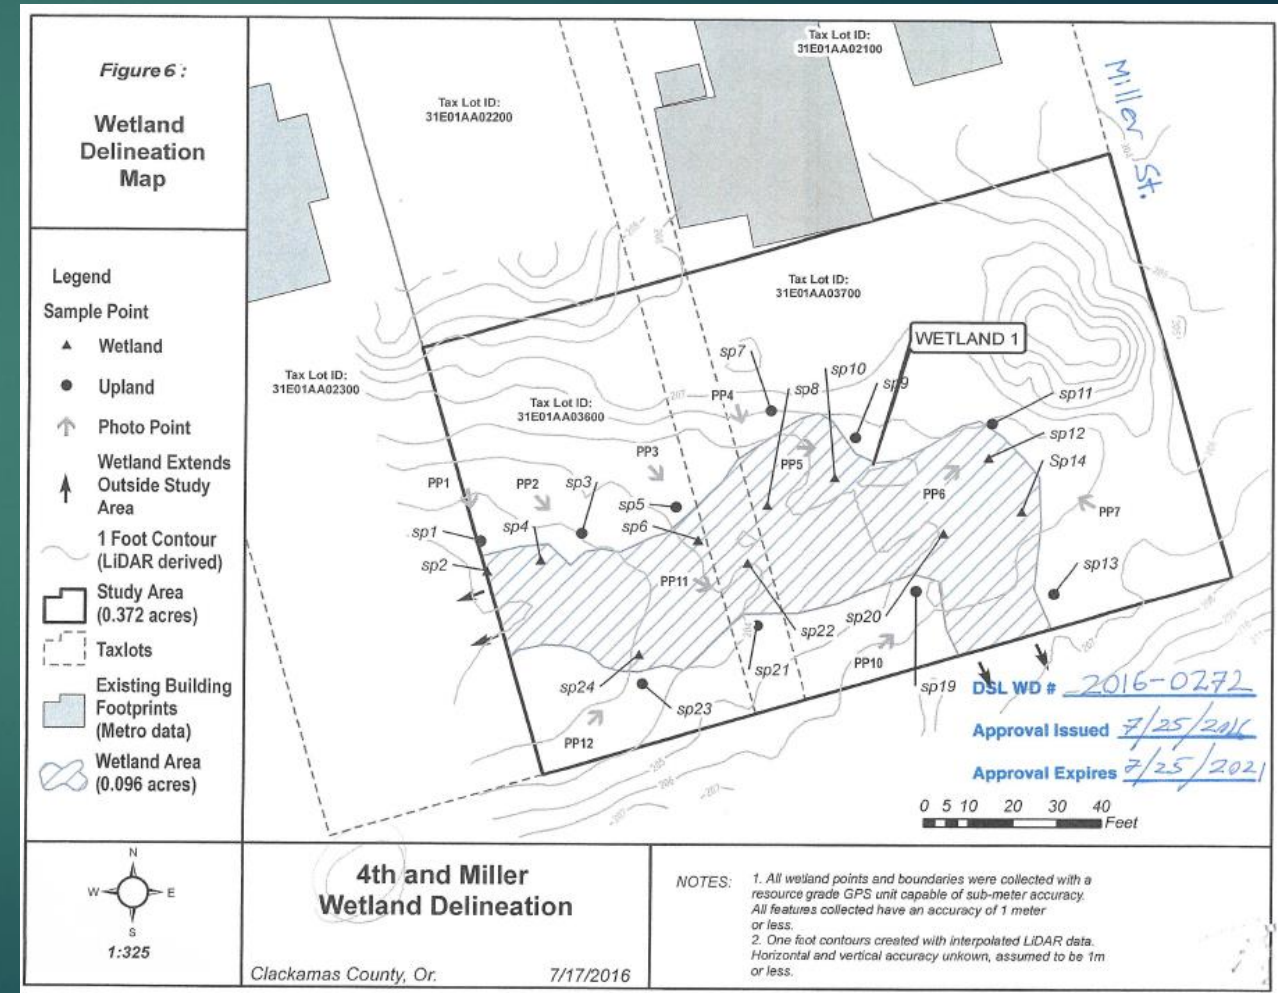 Figure 6 :
Wetland
Delineation
Map
Legend
Sample Point
Wetland
Upland
Photo Point
Wetland Extends
Outside Study
Area
1 Foot Contour
(LiDAR derived)
Study Area
(0.372 acres)
Taxlots
Existing Building
Footprints
(Metro data)
Wetland Area
(0.096 acres)
N
W
E
S
1:325
Tax Lot ID:
31E01AA02100
Tax Lot ID:
31E01AA02200
Miller St.
Tax Lot ID:
31E01AA03700
Tax Lot ID:
31E01AA02300
Tax Lot ID:
31E01AA03600
WETLAND 1
sp7
sp10
sp9
sp8
PP4
sp11
sp12
Sp14
PP3
PP5
PP6
PP7
PP1
PP2
sp3
sp5
sp6
sp4
sp1
sp2
PP11
sp13
sp20
sp22
sp21
PP10
sp19
sp24
sp23
PP12
207
204
205
206
207
207
DSL WD # 2016-0272
Approval Issued 7/25/2016
Approval Expires 7/25/2021
0 5 10 20 30 40
Feet
4th and Miller
Wetland Delineation
Clackamas County, Or.
7/17/2016
NOTES:
1. All wetland points and boundaries were collected with a
resource grade GPS unit capable of sub-meter accuracy.
All features collected have an accuracy of 1 meter
or less.
2. One foot contours created with interpolated LiDAR data.
Horizontal and vertical accuracy unkown, assumed to be 1m
or less.